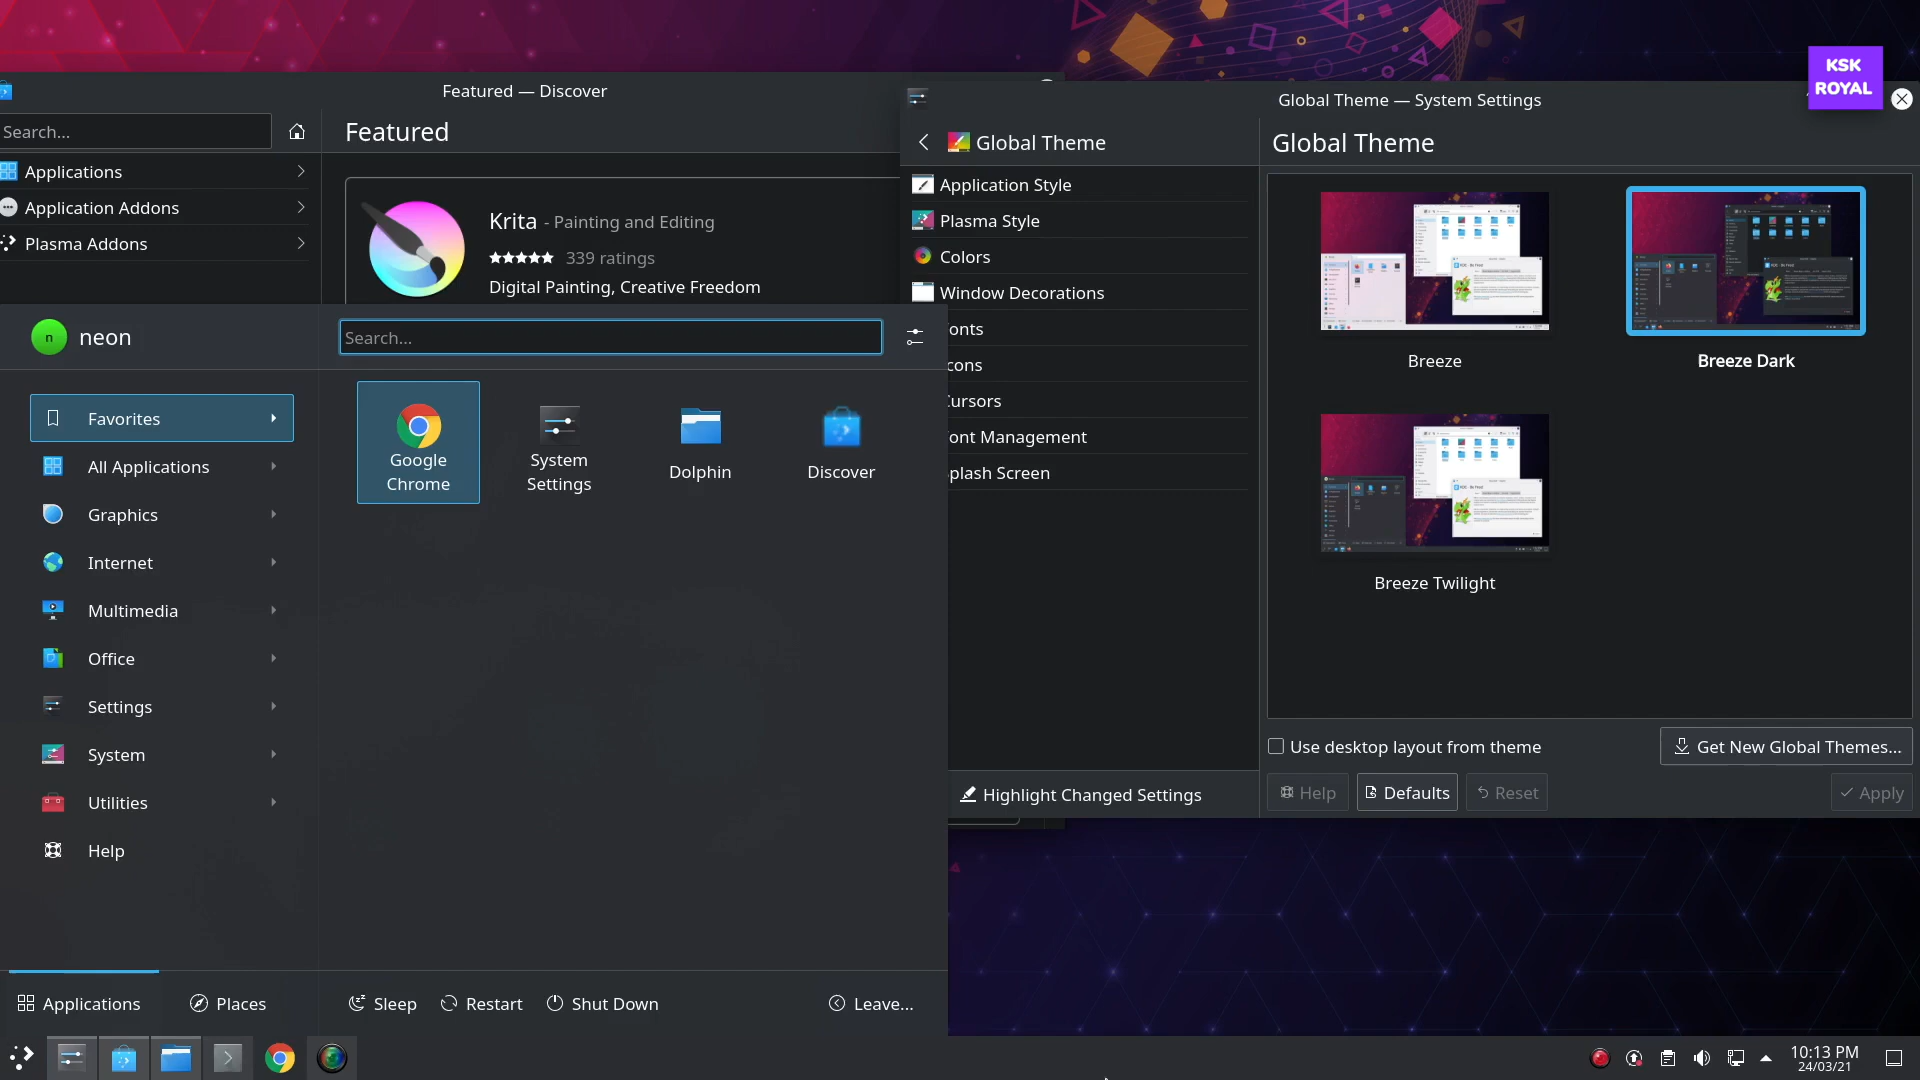 KSK
ROYAL
Featured — Discover
Search...
Featured
Applications
Application Addons
Plasma Addons
Krita - Painting and Editing
339 ratings
Digital Painting, Creative Freedom
Global Theme — System Settings
Global Theme
Global Theme
Application Style
Plasma Style
Colors
Window Decorations
onts
cons
ursors
ont Management
plash Screen
Highlight Changed Settings
Breeze
Breeze Dark
Breeze Twilight
Use desktop layout from theme
Get New Global Themes...
Help
Defaults
Reset
Apply
n
neon
Search...
Favorites
All Applications
Graphics
Internet
Multimedia
Office
Settings
System
Utilities
Help
Google
Chrome
System
Settings
Dolphin
Discover
Applications
Places
Sleep
Restart
Shut Down
Leave...
10:13 PM
24/03/21